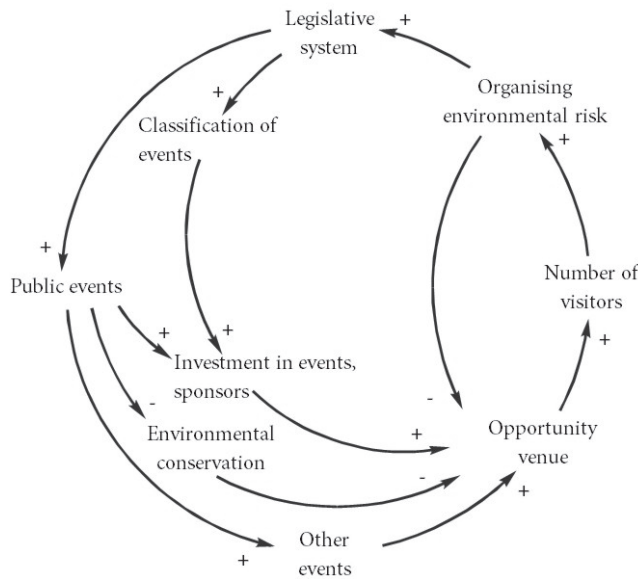 Legislative
system
+
+
Organising
environmental risk
+
+
Classification of
events
+
Public events
Number of
visitors
+
+
+
Investment in events,
sponsors
-
-
Environmental
conservation
+
Opportunity
venue
-
+
+
Other
events